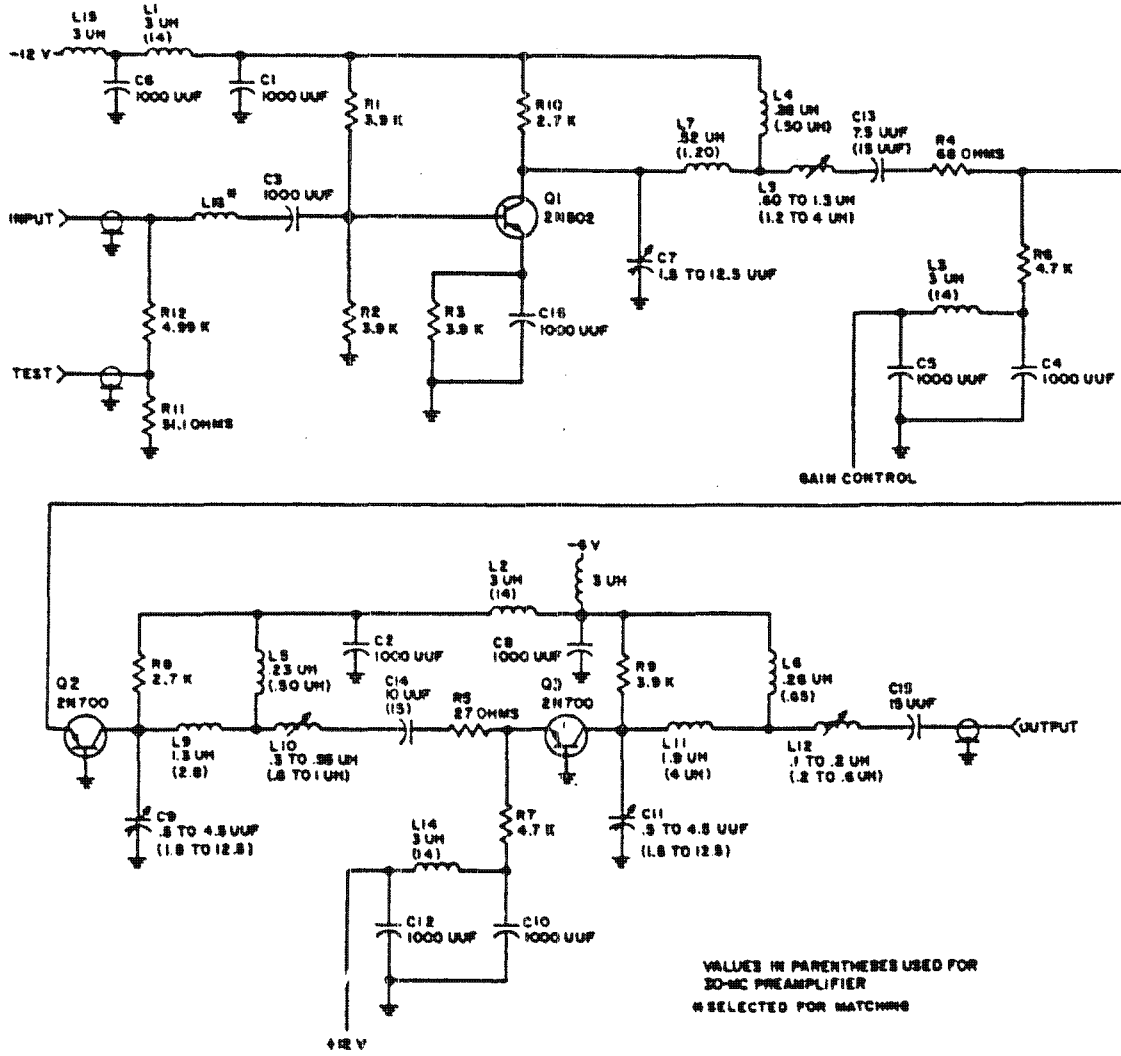 L15
3 UH
L1
3 UH
(14)
-12 V
C6
1000 UUF
C1
1000 UUF
R1
3.9 K
R10
2.7 K
L4
(.50 UH)
L7
.82 UH
(1.20)
C13
7.5 UUF
(15 UUF)
R4
68 OHMS
C3
1000 UUF
Q1
INPUT
.60 TO 1.3 UH
(1.2 TO 4 UH)
C7
1.8 TO 12.5 UUF
R6
4.7 K
L3
3 UH
(14)
R12
4.99 K
R2
3.9 K
R3
3.9 K
C16
1000 UUF
TEST
C5
1000 UUF
C4
1000 UUF
R11
51.1 OHMS
GAIN CONTROL
-6 V
3 UH
L2
3 UH
(14)
C2
1000 UUF
C8
1000 UUF
R8
2.7 K
L5
.23 UH
(.50 UH)
R9
3.9 K
L6
.26 UH
(.65)
Q2
2N700
C14
10 UUF
(15)
R5
27 OHMS
Q3
2N700
C15
15 UUF
OUTPUT
L9
1.3 UH
(2.8)
L10
(.6 TO 1 UH)
L11
1.9 UH
(4 UH)
L12
.1 TO .2 UH
(.2 TO .6 UH)
C9
.5 TO 4.5 UUF
(1.8 TO 12.5)
R7
4.7 K
L14
3 UH
(14)
C11
.5 TO 4.5 UUF
(1.8 TO 12.5)
C12
1000 UUF
C10
1000 UUF
+12 V
VALUES IN PARENTHESES USED FOR
30-MC PREAMPLIFIER
* SELECTED FOR MATCHING